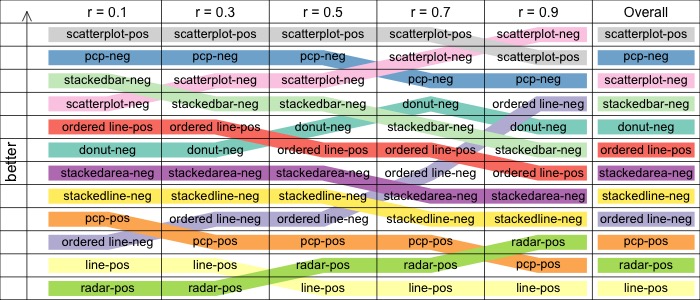 r = 0.1 r = 0.3 r = 0.5 r = 0.7 r = 0.9 Overall
scatterplot-pos scatterplot-pos scatterplot-pos scatterplot-pos scatterplot-neg scatterplot-pos
pcp-neg pcp-neg pcp-neg scatterplot-neg scatterplot-pos pcp-neg
stackedbar-neg scatterplot-neg scatterplot-neg pcp-neg pcp-neg scatterplot-neg
scatterplot-neg stackedbar-neg stackedbar-neg donut-neg ordered line-neg stackedbar-neg
ordered line-pos ordered line-pos donut-neg stackedbar-neg donut-neg donut-neg
donut-neg donut-neg ordered line-pos ordered line-pos stackedbar-neg ordered line-pos
stackedarea-neg stackedarea-neg stackedarea-neg ordered line-neg ordered line-pos stackedarea-neg
stackedline-neg stackedline-neg stackedline-neg stackedarea-neg stackedarea-neg stackedline-neg
pcp-pos ordered line-neg ordered line-neg stackedline-neg stackedline-neg ordered line-neg
ordered line-neg pcp-pos pcp-pos pcp-pos radar-pos pcp-pos
line-pos line-pos radar-pos radar-pos pcp-pos radar-pos
radar-pos radar-pos line-pos line-pos line-pos line-pos
better